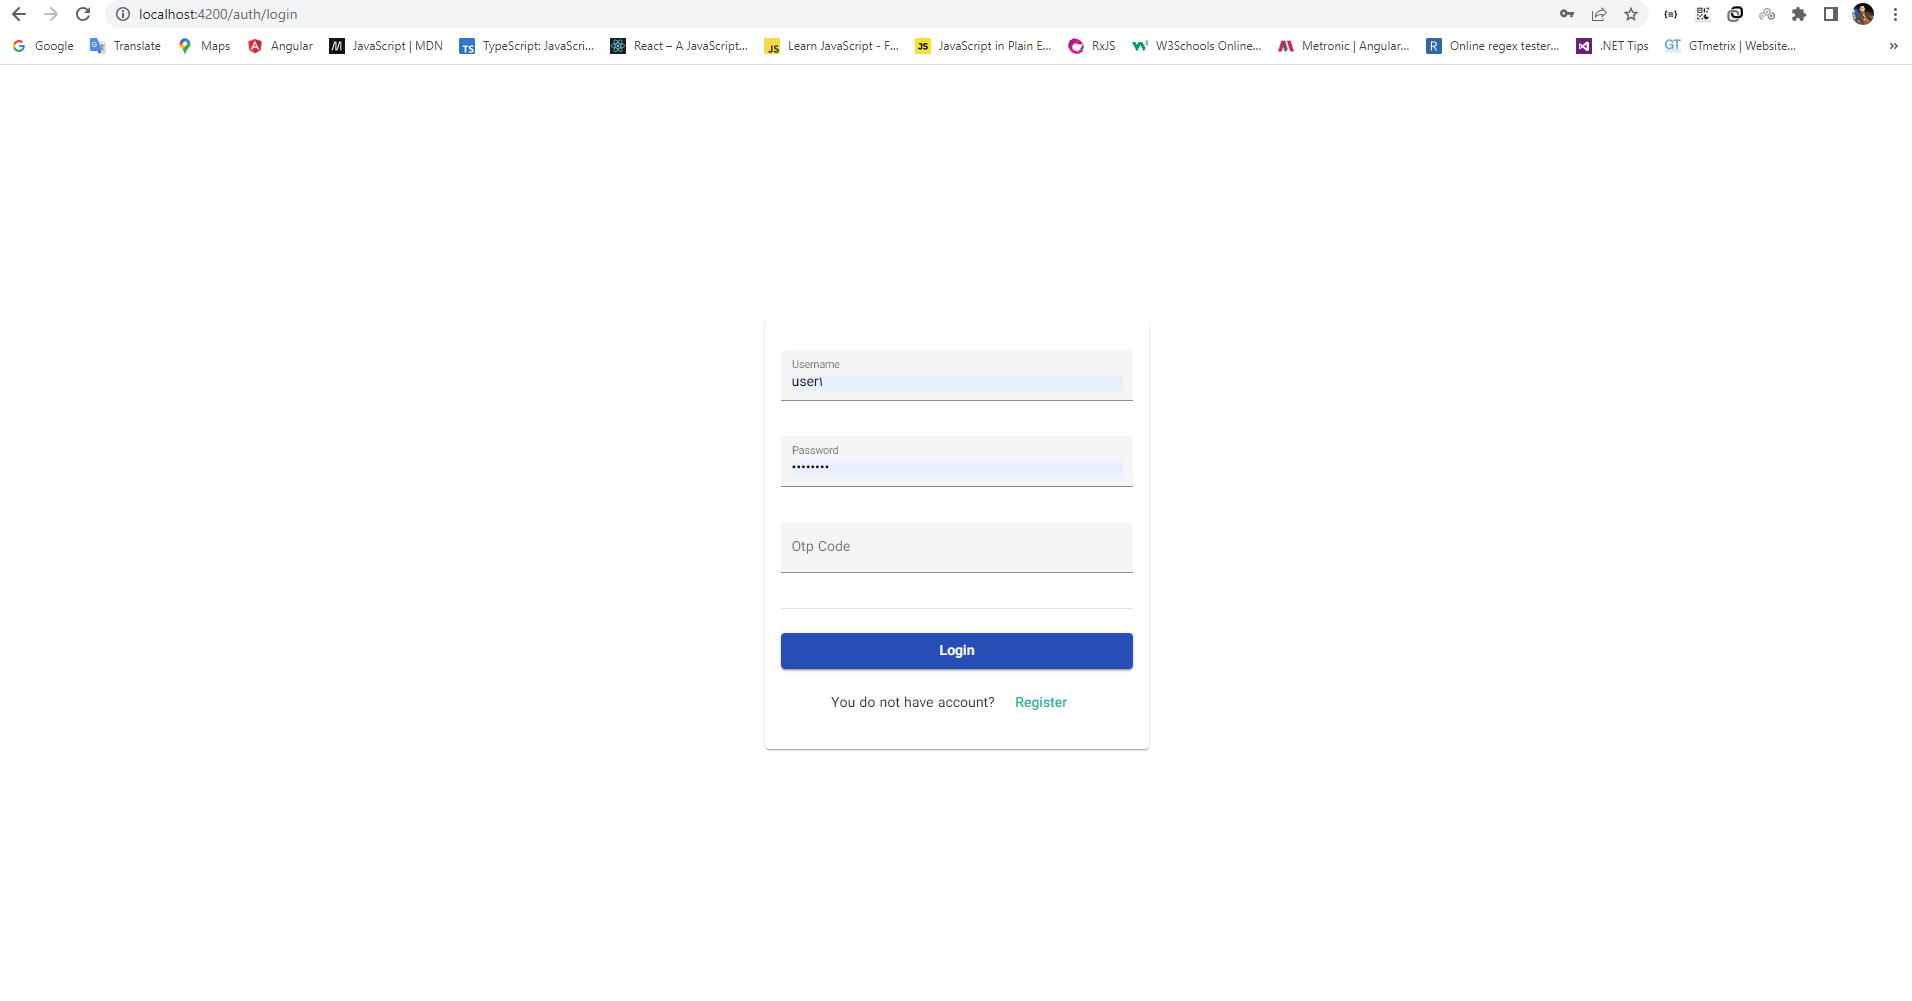 localhost:4200/auth/login
Google Translate Maps Angular JavaScript | MDN TypeScript: JavaScri... React – A JavaScript... Learn JavaScript - F... JavaScript in Plain E... RxJS W3Schools Online... Metronic | Angular... Online regex tester... .NET Tips GTmetrix | Website... »
Username
user\
Password
••••••••
Otp Code
Login
You do not have account? Register